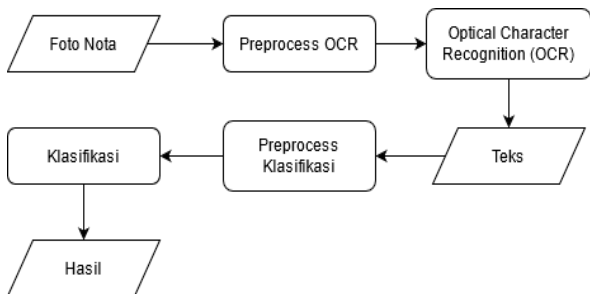 Foto Nota
Preprocess OCR
Optical Character
Recognition (OCR)
Teks
Preprocess
Klasifikasi
Klasifikasi
Hasil